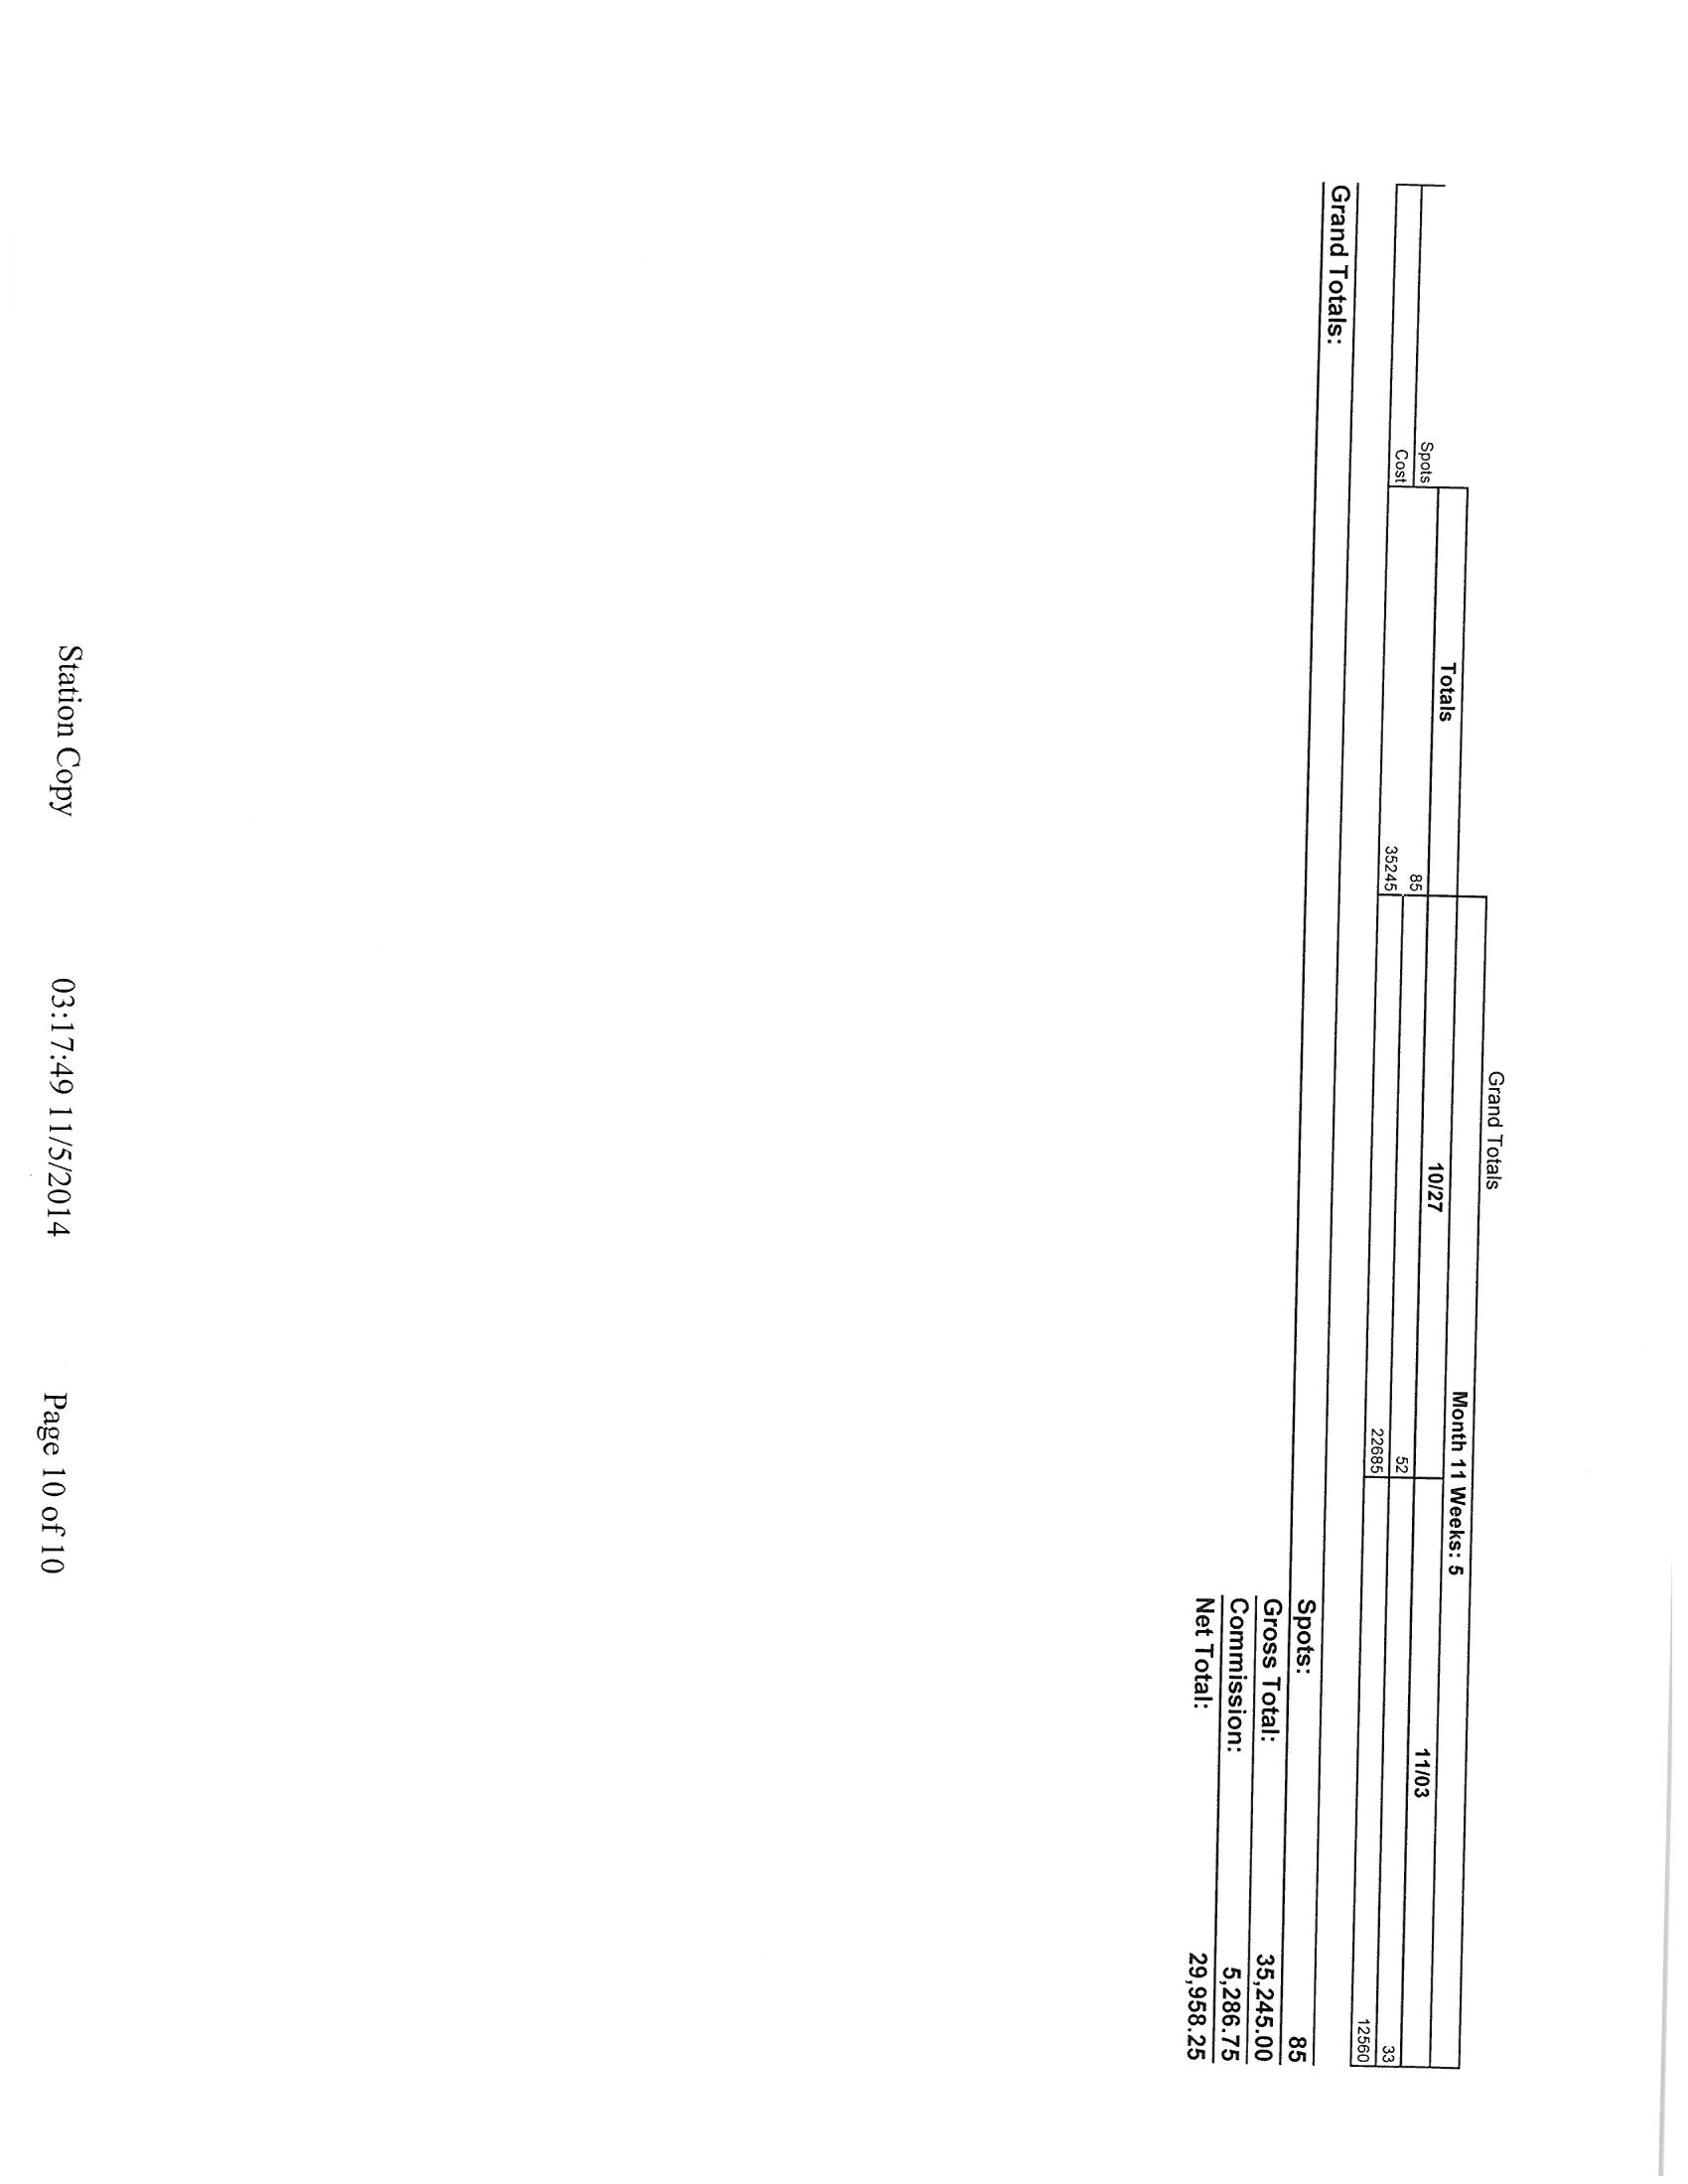 Grand Totals
Month 11 Weeks: 5
Totals 10/27 11/03
Spots 85 52 33
Cost 35245 22685 12560
Grand Totals:
Spots: 85
Gross Total: 35,245.00
Commission: 5,286.75
Net Total: 29,958.25
Station Copy 03:17:49 11/5/2014 Page 10 of 10